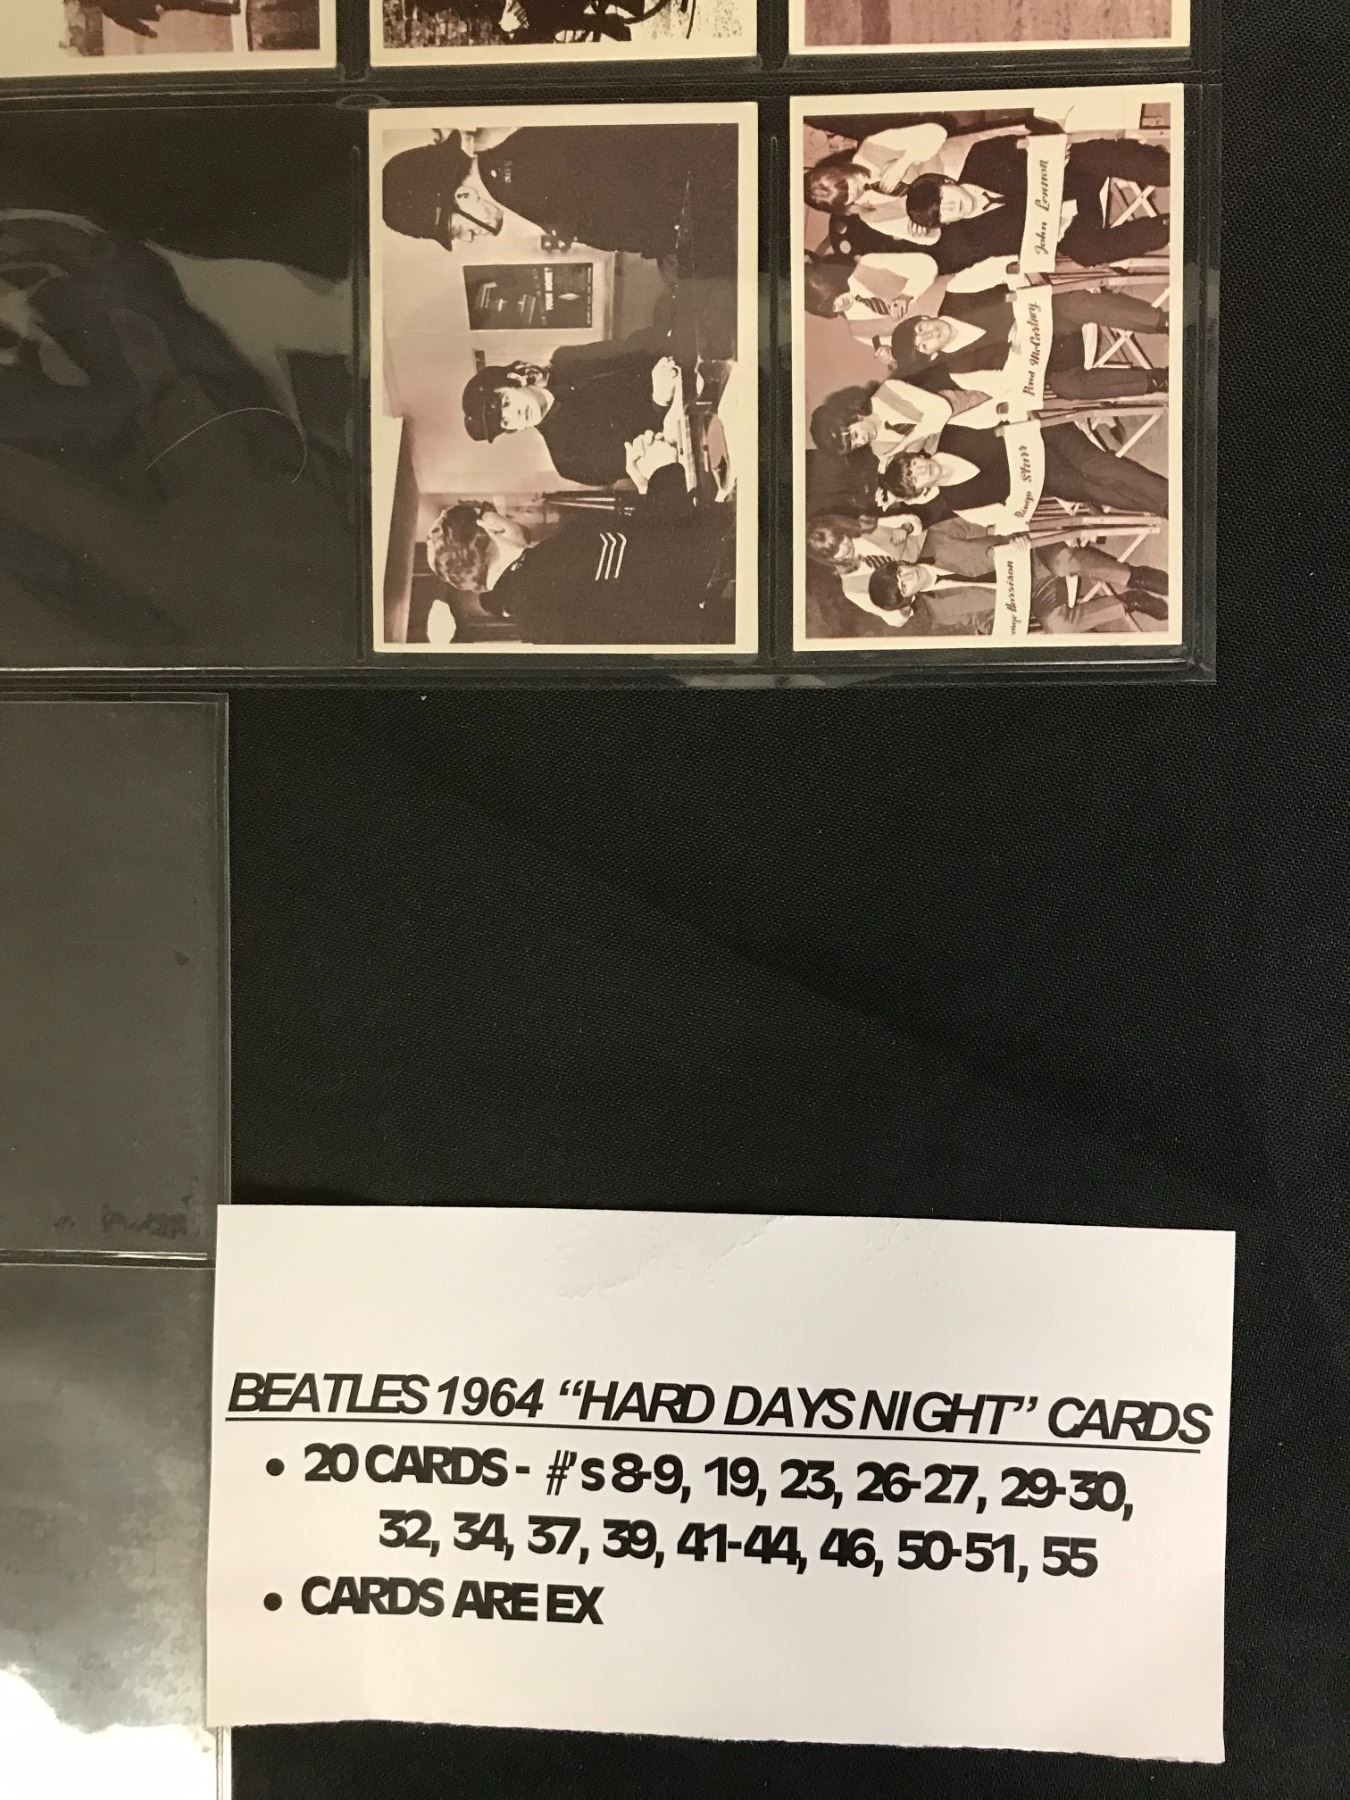 John Lennon
Paul McCartney
Ringo Starr
Harrison
BEATLES 1964 “HARD DAYS NIGHT” CARDS
• 20 CARDS - #'s 8-9, 19, 23, 26-27, 29-30,
32, 34, 37, 39, 41-44, 46, 50-51, 55
• CARDS ARE EX